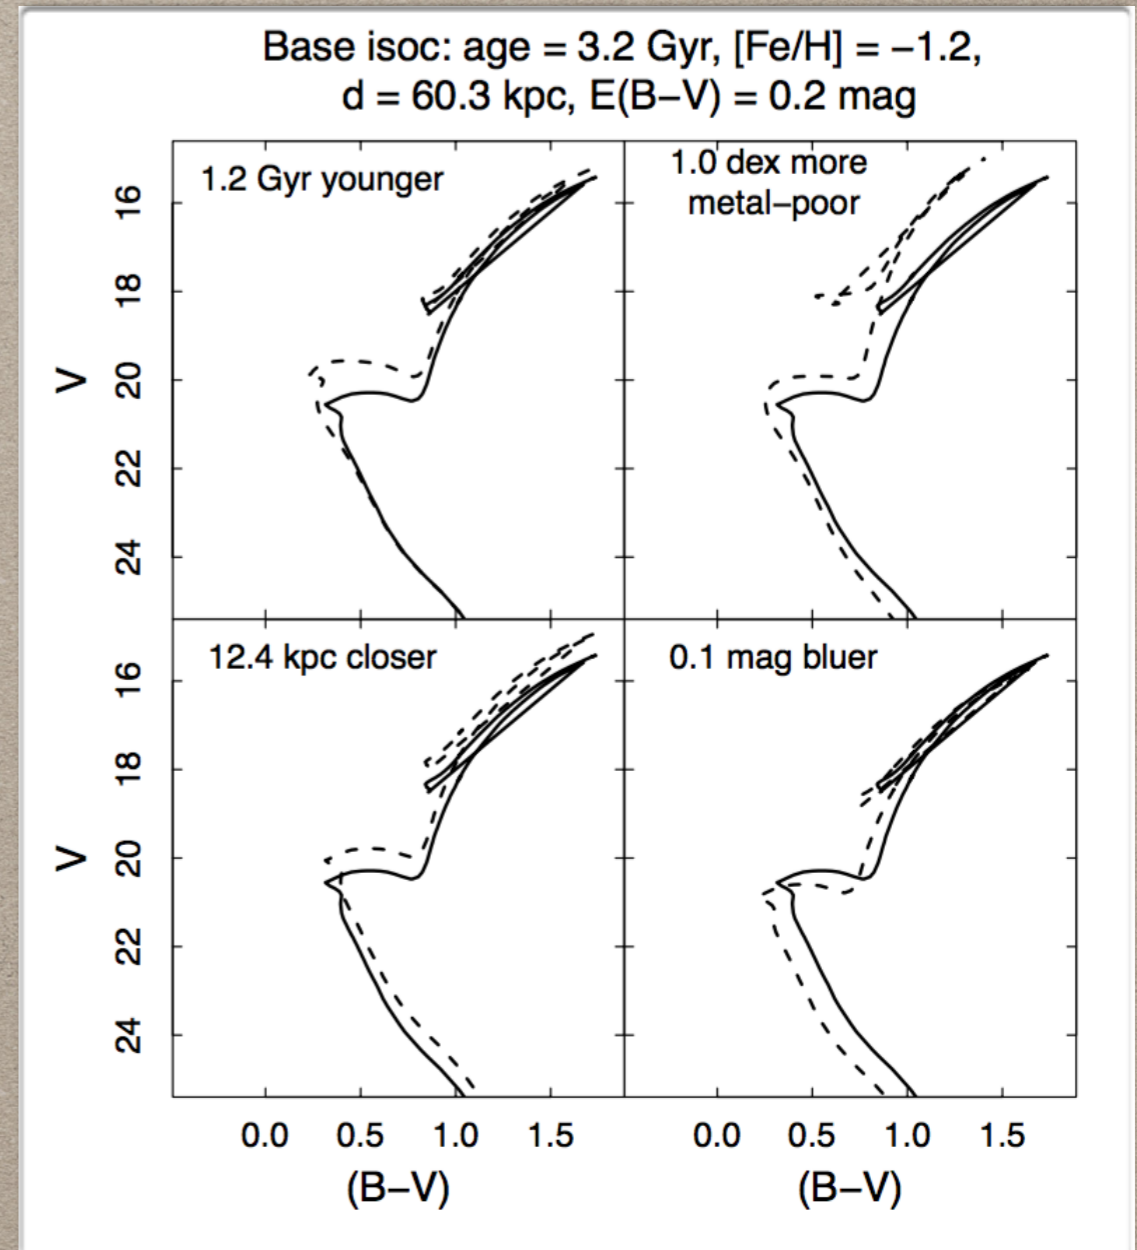 Base isoc: age = 3.2 Gyr, [Fe/H] = −1.2,
d = 60.3 kpc, E(B−V) = 0.2 mag
1.2 Gyr younger
1.0 dex more
metal−poor
V
16
18
20
22
24
12.4 kpc closer
0.1 mag bluer
V
16
18
20
22
24
0.0 0.5 1.0 1.5
0.0 0.5 1.0 1.5
(B−V)
(B−V)